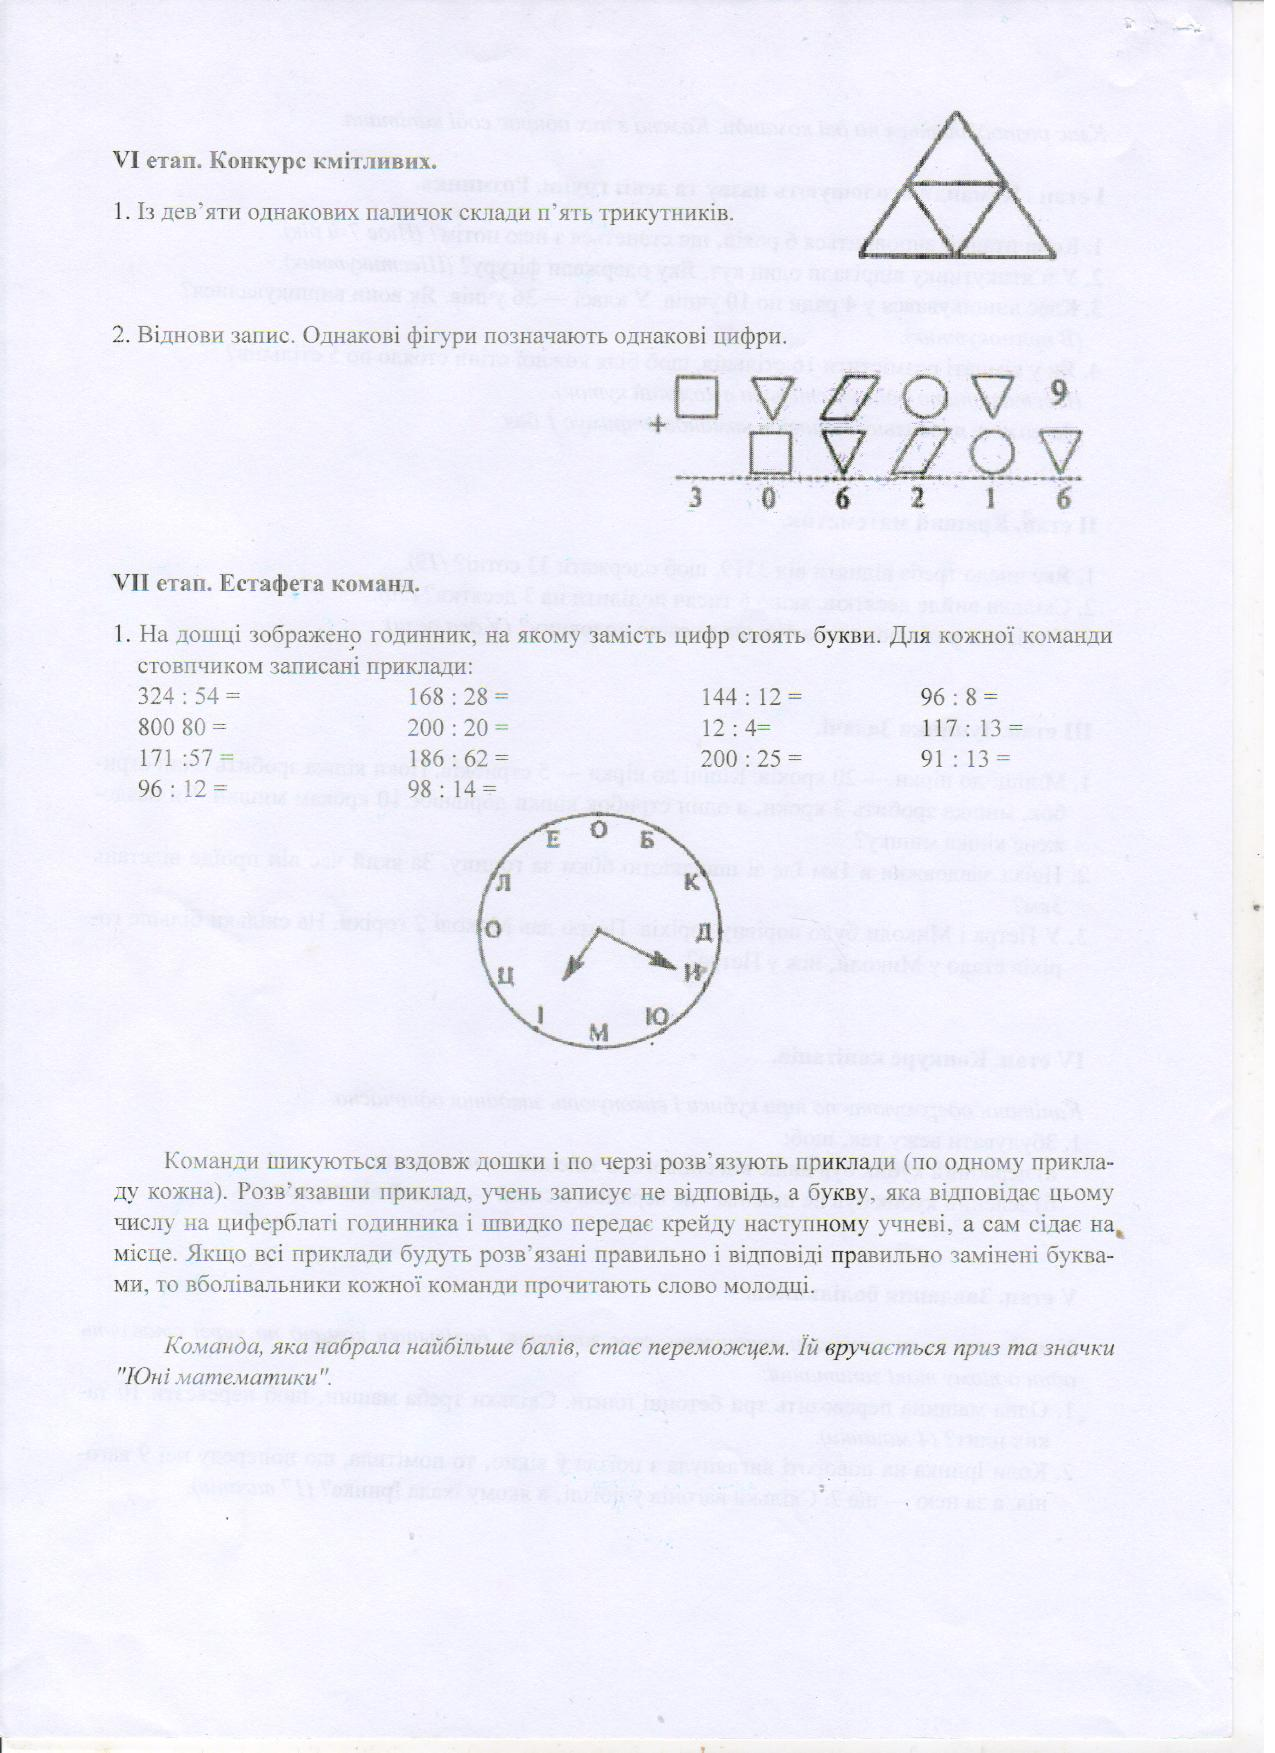 VI етап. Конкурс кмітливих.
1. Із дев’яти однакових паличок склади п’ять трикутників.
2. Віднови запис. Однакові фігури позначають однакові цифри.
9
+
3 0 6 2 1 6
VII етап. Естафета команд.
1. На дошці зображено годинник, на якому замість цифр стоять букви. Для кожної команди
стовпчиком записані приклади:
324 : 54 = 168 : 28 = 144 : 12 = 96 : 8 =
800 80 = 200 : 20 = 12 : 4= 117 : 13 =
171 :57 = 186 : 62 = 200 : 25 = 91 : 13 =
96 : 12 = 98 : 14 =
Е О Б
Л К
О Д
Ц И
І М Ю
Команди шикуються вздовж дошки і по черзі розв’язують приклади (по одному прикла-
ду кожна). Розв’язавши приклад, учень записує не відповідь, а букву, яка відповідає цьому
числу на циферблаті годинника і швидко передає крейду наступному учневі, а сам сідає на
місце. Якщо всі приклади будуть розв’язані правильно і відповіді правильно замінені буква-
ми, то вболівальники кожної команди прочитають слово молодці.
Команда, яка набрала найбільше балів, стає переможцем. Їй вручається приз та значки
"Юні математики".